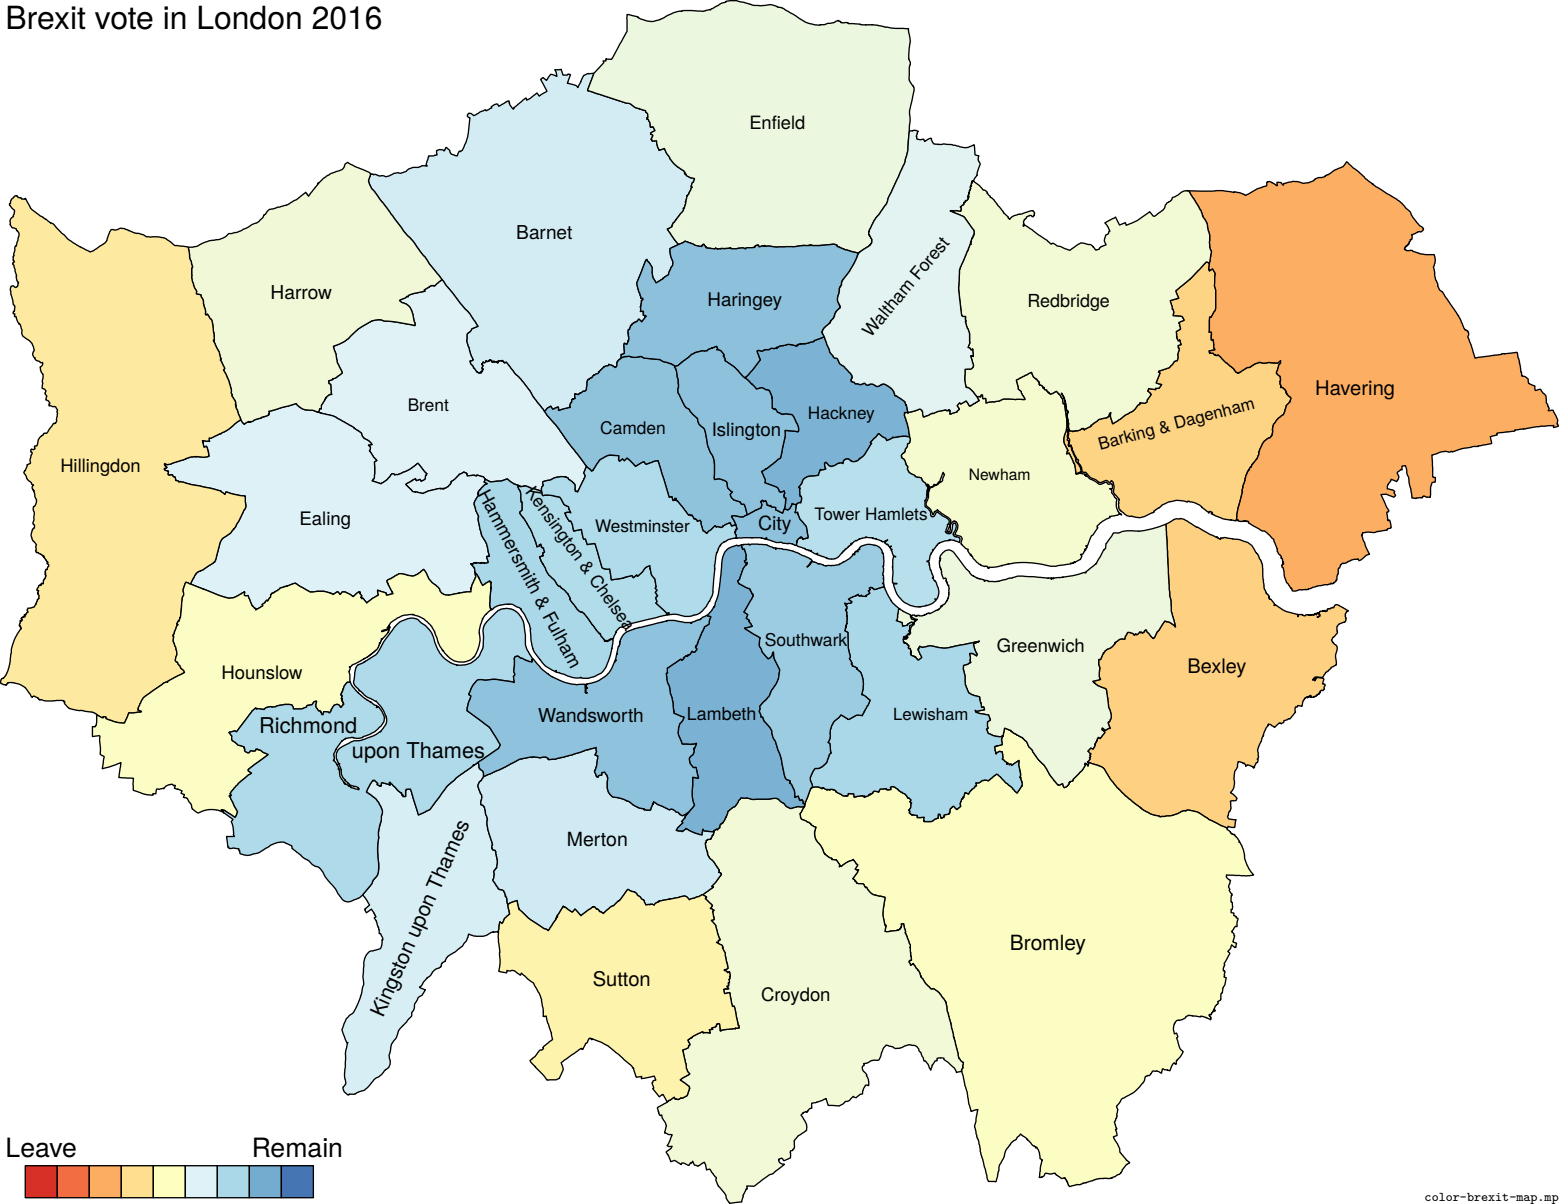 Brexit vote in London 2016
Enfield
Barnet
Harrow
Haringey
Waltham Forest
Redbridge
Havering
Brent
Camden
Islington
Hackney
Barking & Dagenham
Hillingdon
Newham
Ealing
Hammersmith & Fulham
Kensington & Chelsea
Westminster
City
Tower Hamlets
Southwark
Greenwich
Bexley
Hounslow
Richmond
upon Thames
Wandsworth
Lambeth
Lewisham
Merton
Kingston upon Thames
Sutton
Croydon
Bromley
Leave Remain
color-brexit-map.mp